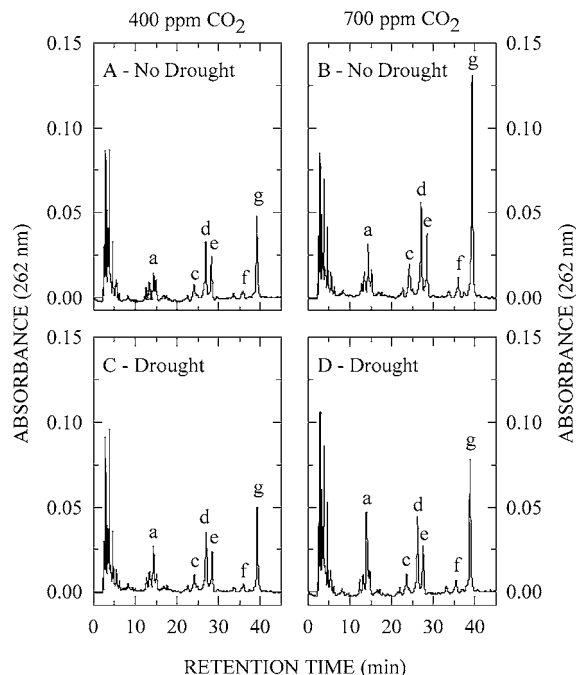 400 ppm CO2 700 ppm CO2
0.15 0.15
A - No Drought B - No Drought
g
0.10 0.10
d
g
0.05 a e 0.05
d
e c
a f
c f
0.00 0.00
ABSORBANCE (262 nm) ABSORBANCE (262 nm)
0.15 0.15
C - Drought D - Drought
0.10 0.10
g
a d
g
0.05 d e 0.05
a e
c f c f
0.00 0.00
0 10 20 30 40 0 10 20 30 40
RETENTION TIME (min)